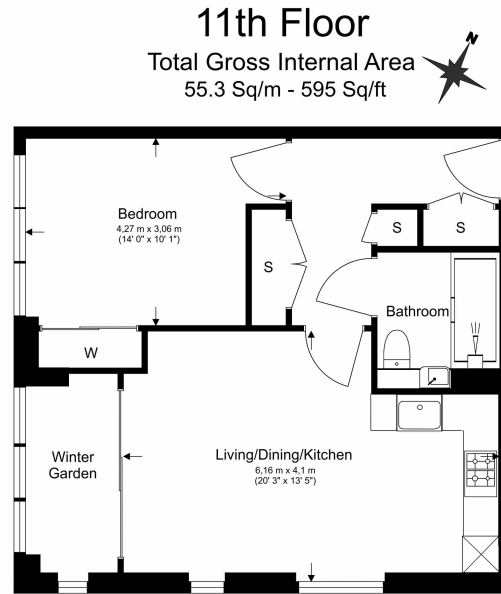 11th Floor
Total Gross Internal Area
55.3 Sq/m - 595 Sq/ft
N
Bedroom
4,27 m x 3,06 m
(14' 0" x 10' 1")
S
S
S
Bathroom
W
Winter
Garden
Living/Dining/Kitchen
6,16 m x 4,1 m
(20' 3" x 13' 5")